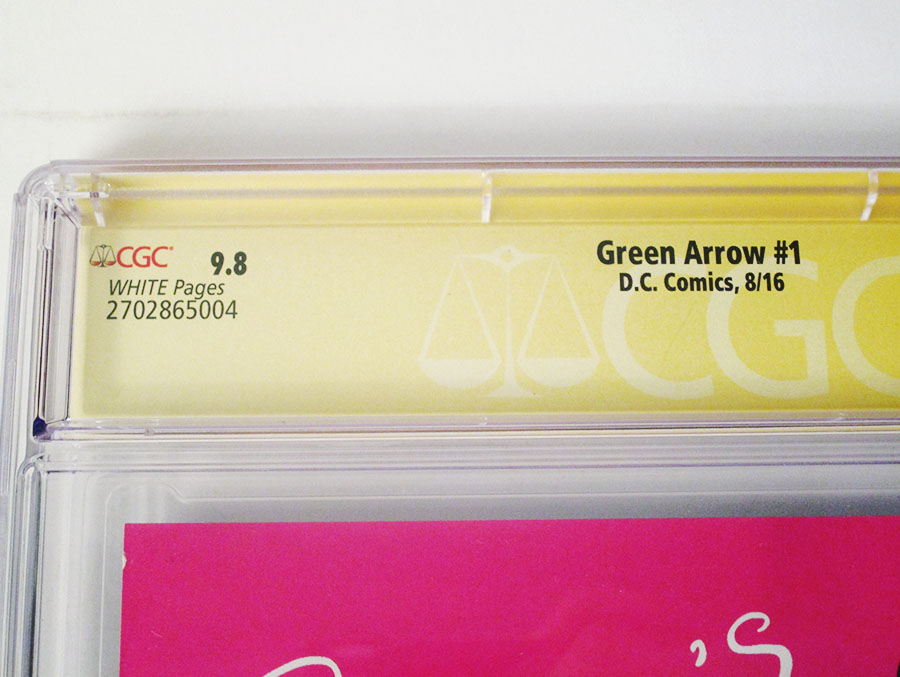 CGC 9.8
WHITE Pages
2702865004
Green Arrow #1
D.C. Comics, 8/16
CGC
's